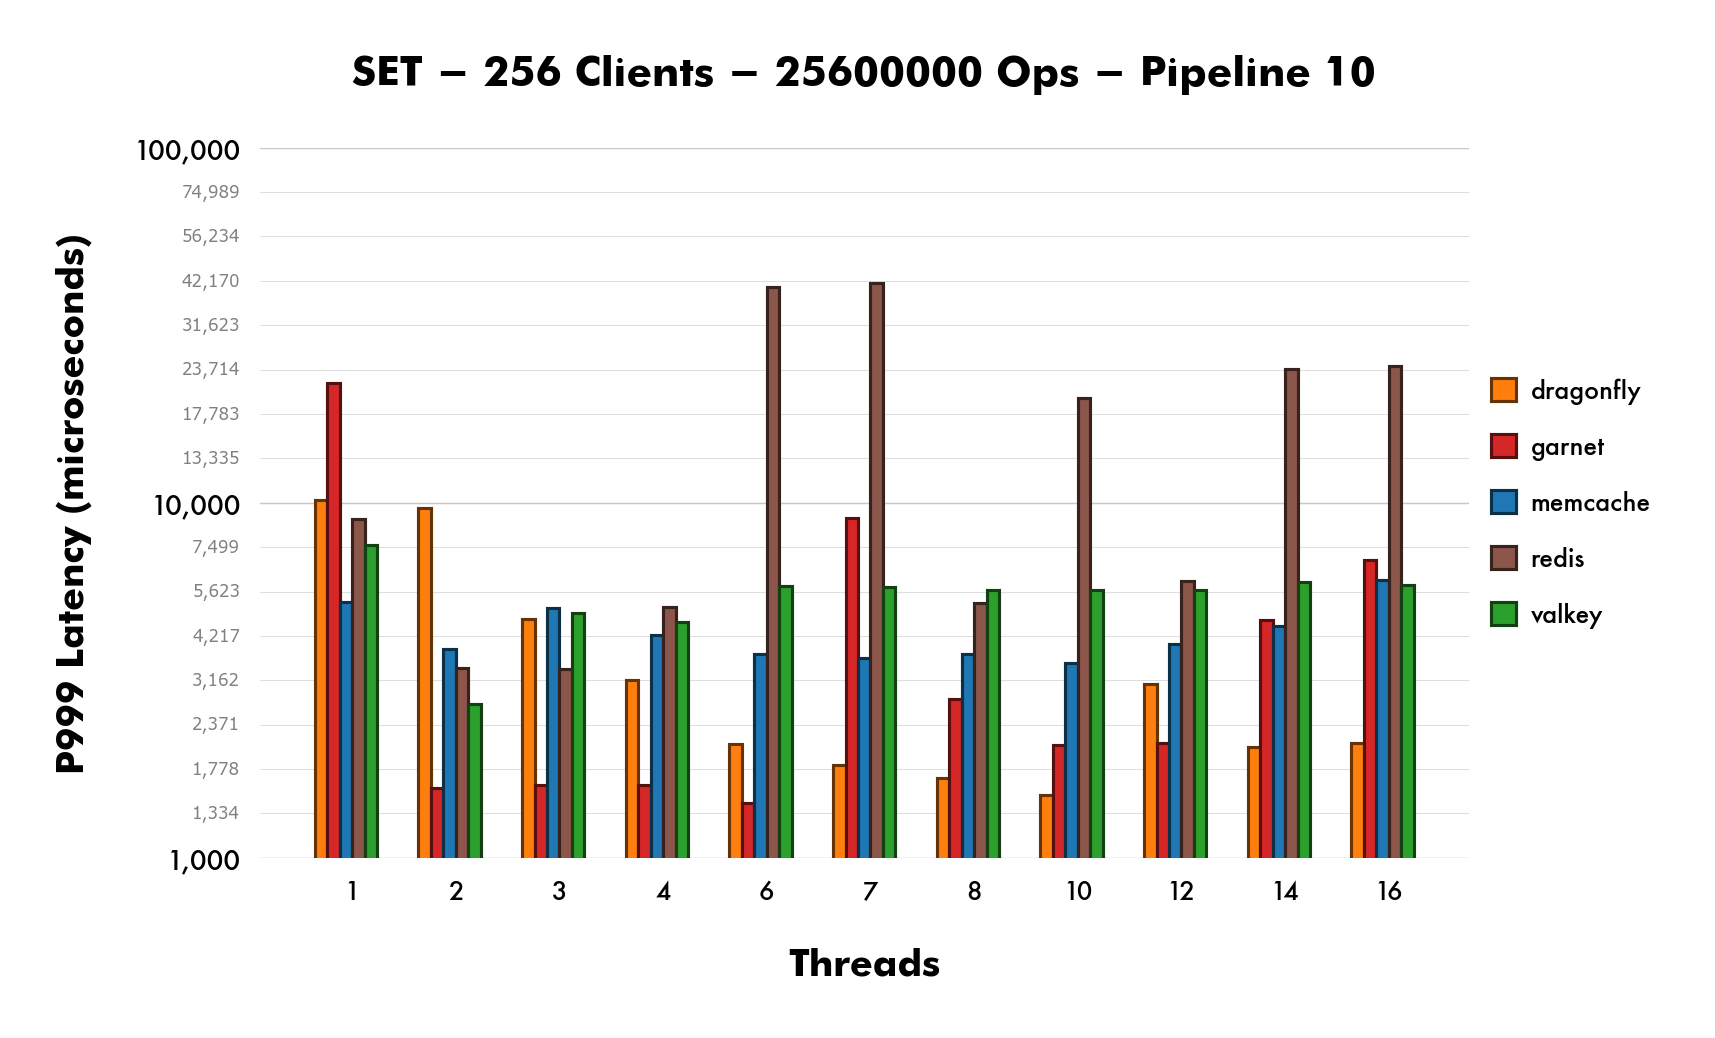 SET – 256 Clients – 25600000 Ops – Pipeline 10
P999 Latency (microseconds)
100,000
74,989
56,234
42,170
31,623
23,714
17,783
13,335
10,000
7,499
5,623
4,217
3,162
2,371
1,778
1,334
1,000
1 2 3 4 6 7 8 10 12 14 16
Threads
dragonfly
garnet
memcache
redis
valkey